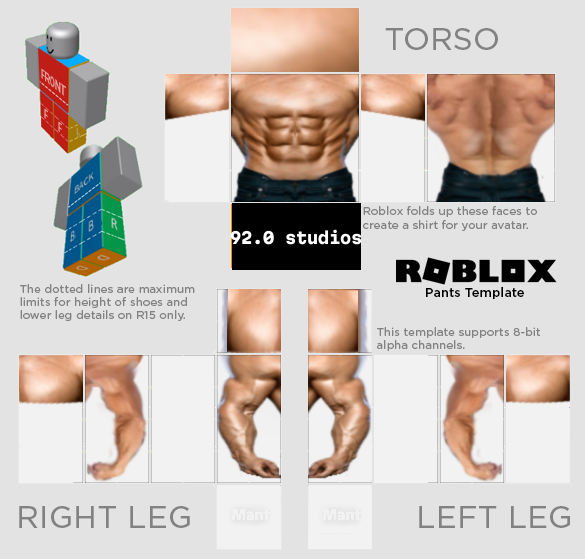 TORSO
FRONT
F
F
L
BACK
B
B
R
92.0 studios
Roblox folds up these faces to
create a shirt for your avatar.
ROBLOX
Pants Template
The dotted lines are maximum
limits for height of shoes and
lower leg details on R15 only.
This template supports 8-bit
alpha channels.
RIGHT LEG
Mant
Mant
LEFT LEG